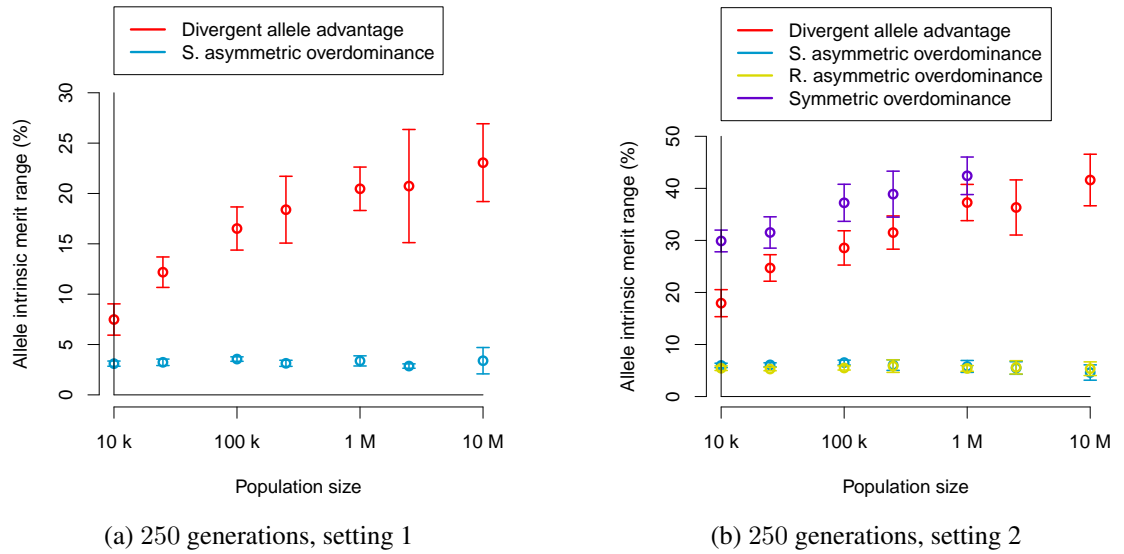 Divergent allele advantage
S. asymmetric overdominance
30
25
20
15
10
5
0
Allele intrinsic merit range (%)
10 k
100 k
1 M
10 M
Population size
(a) 250 generations, setting 1
Divergent allele advantage
S. asymmetric overdominance
R. asymmetric overdominance
Symmetric overdominance
50
40
30
20
10
0
Allele intrinsic merit range (%)
10 k
100 k
1 M
10 M
Population size
(b) 250 generations, setting 2